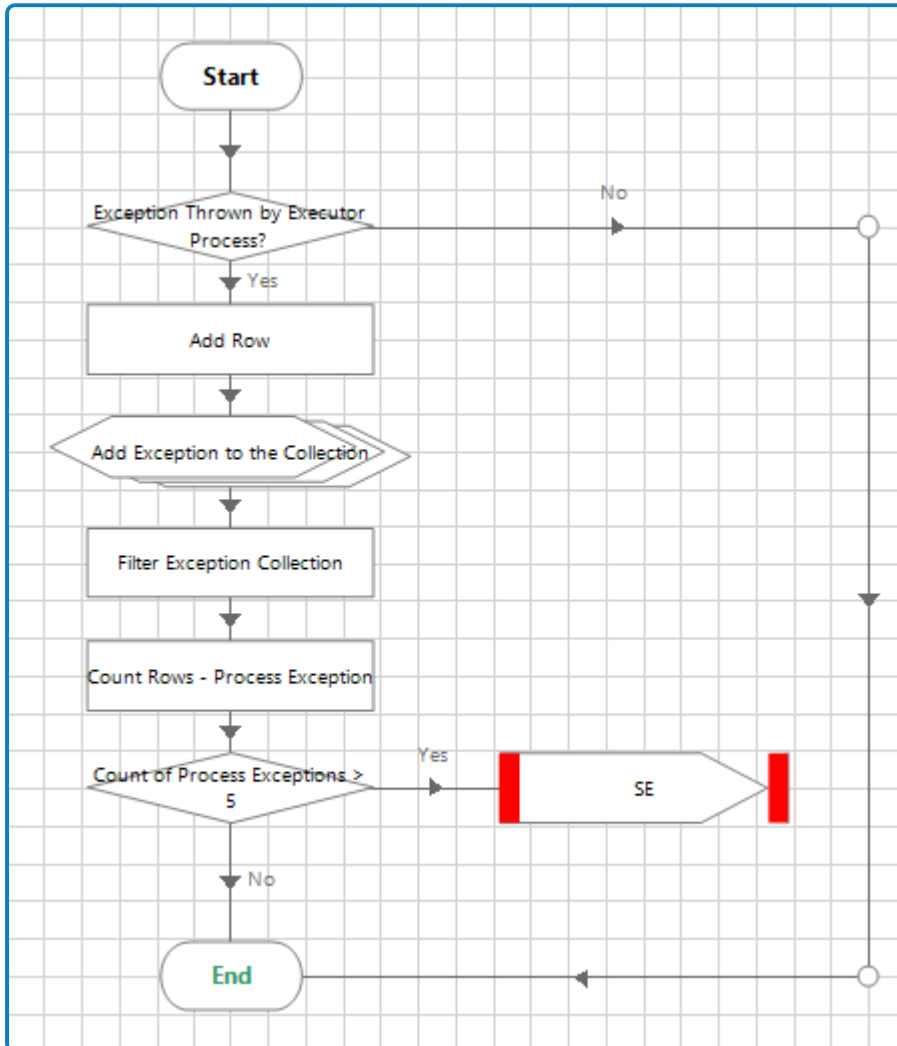 Start
No
Exception Thrown by Executor
Process?
Yes
Add Row
Add Exception to the Collection
Filter Exception Collection
Count Rows - Process Exception
Yes
Count of Process Exceptions >
5
SE
No
End